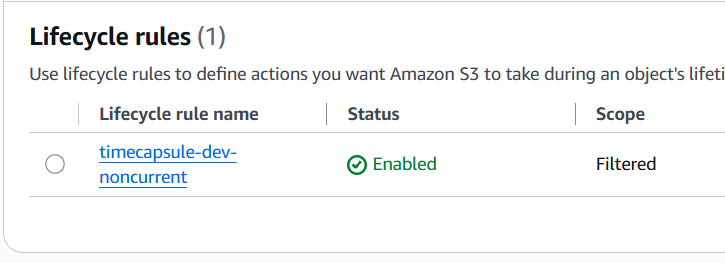 Lifecycle rules (1)
Use lifecycle rules to define actions you want Amazon S3 to take during an object's
Lifecycle rule name Status Scope
timecapsule-dev-
noncurrent
Enabled
Filtered